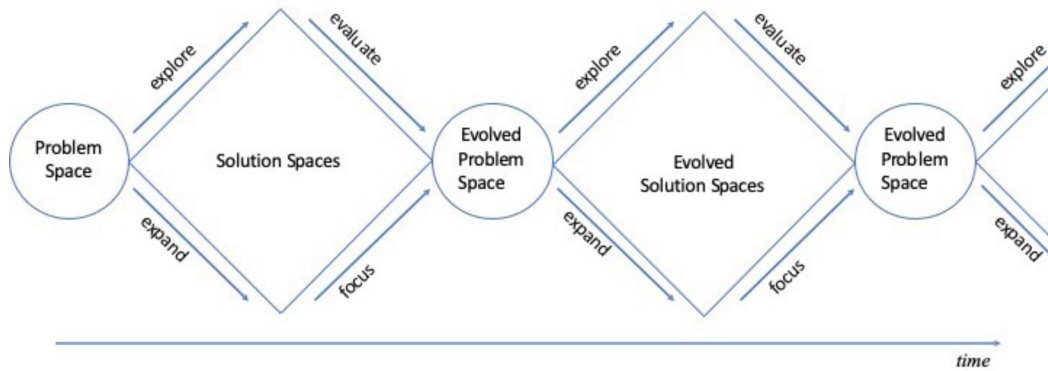 explore
evaluate
explore
evaluate
explore
Problem
Space
Solution Spaces
Evolved
Problem
Space
Evolved
Solution Spaces
Evolved
Problem
Space
expand
focus
expand
focus
expand
time